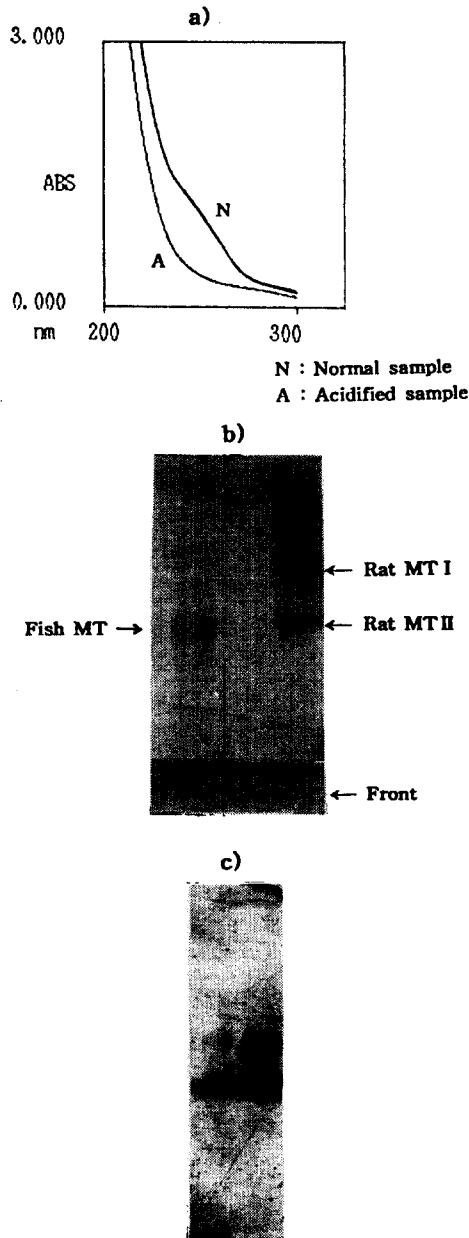 a)
3.000
ABS
N
A
0.000
nm 200 300
N : Normal sample
A : Acidified sample
b)
← Rat MT I
Fish MT → ← Rat MT II
← Front
c)